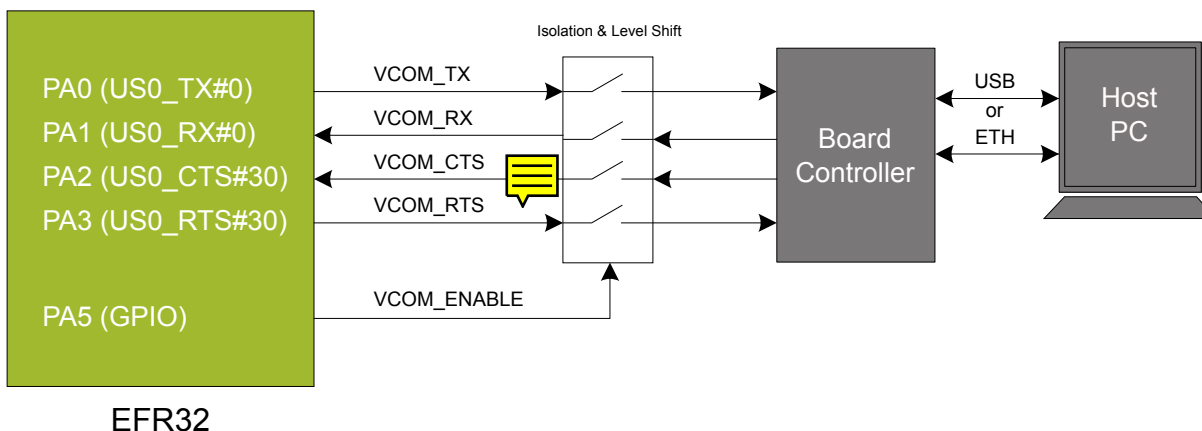 Isolation & Level Shift
PA0 (US0_TX#0)
VCOM_TX
PA1 (US0_RX#0)
VCOM_RX
PA2 (US0_CTS#30)
VCOM_CTS
PA3 (US0_RTS#30)
VCOM_RTS
PA5 (GPIO)
VCOM_ENABLE
Board
Controller
USB
or
ETH
Host
PC
EFR32